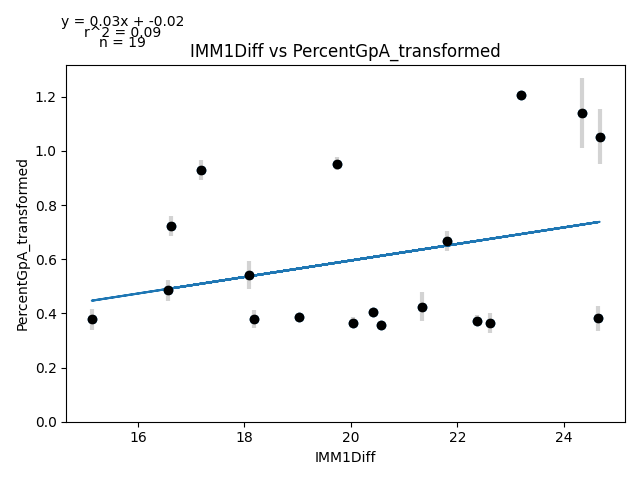 y = 0.03x + -0.02
r^2 = 0.09
n = 19
IMM1Diff vs PercentGpA_transformed
PercentGpA_transformed
1.2
1.0
0.8
0.6
0.4
0.2
0.0
16
18
20
22
24
IMM1Diff